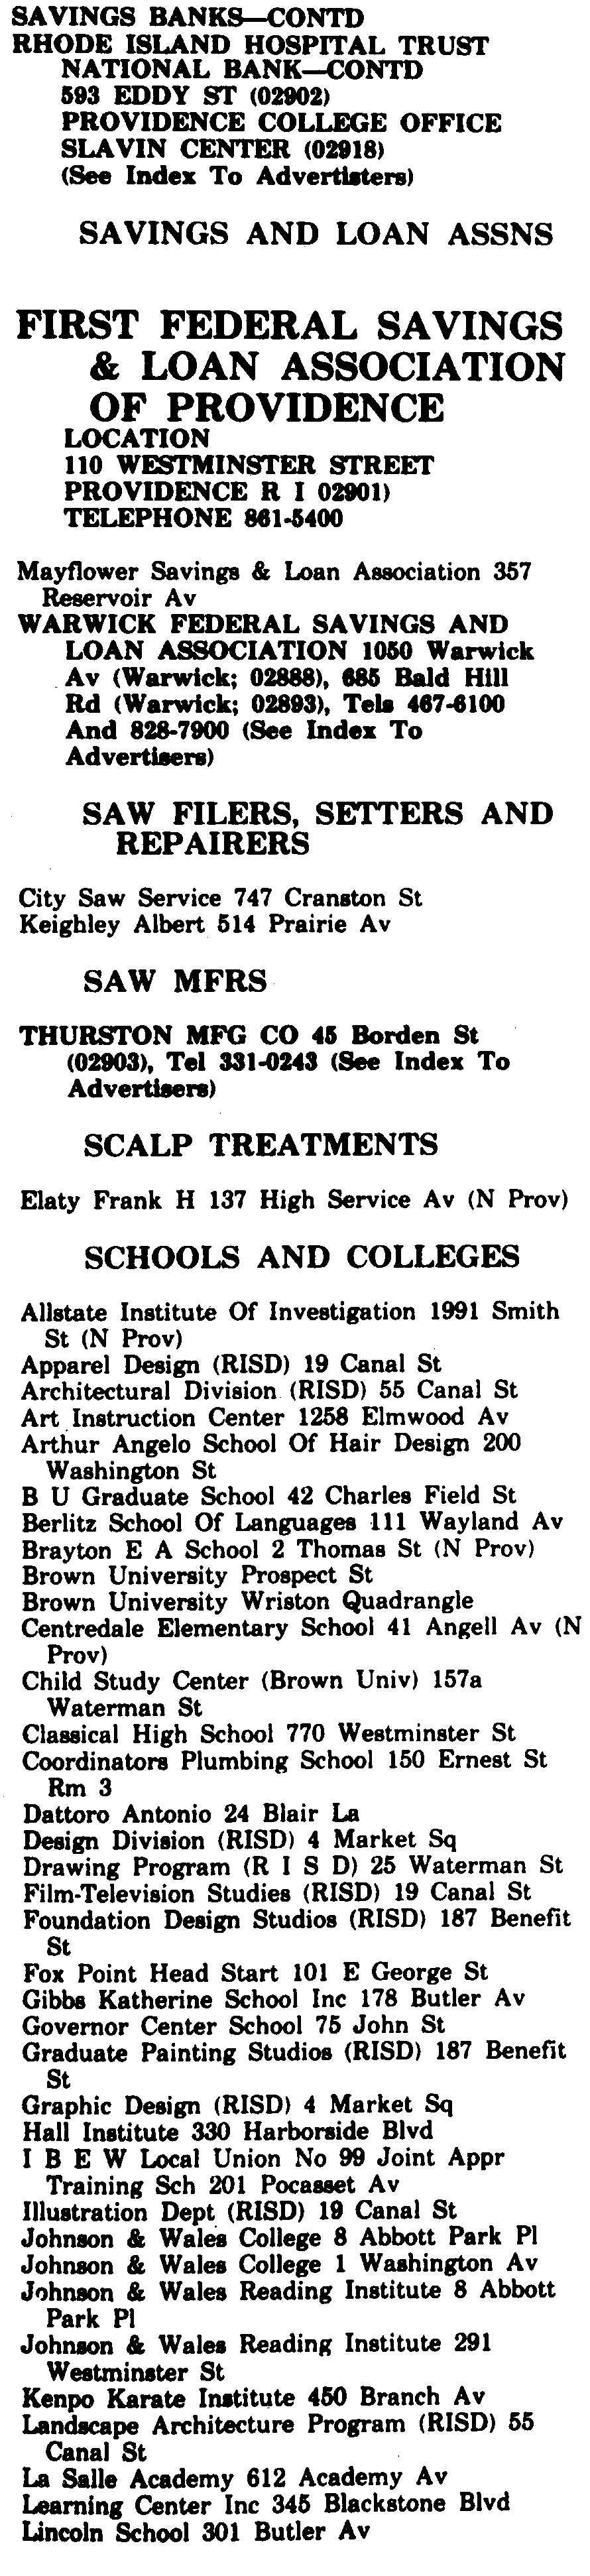 SAVINGS BANKS—CONTD
RHODE ISLAND HOSPITAL TRUST
NATIONAL BANK—CONTD
593 EDDY ST (02902)
PROVIDENCE COLLEGE OFFICE
SLAVIN CENTER (02918)
(See Index To Advertisters)
SAVINGS AND LOAN ASSNS
FIRST FEDERAL SAVINGS
& LOAN ASSOCIATION
OF PROVIDENCE
LOCATION
110 WESTMINSTER STREET
PROVIDENCE R I 02901)
TELEPHONE 861-5400
Mayflower Savings & Loan Association 357
Reservoir Av
WARWICK FEDERAL SAVINGS AND
LOAN ASSOCIATION 1050 Warwick
Av (Warwick; 02888), 685 Bald Hill
Rd (Warwick; 02893), Tels 467-6100
And 828-7900 (See Index To
Advertisers)
SAW FILERS, SETTERS AND
REPAIRERS
City Saw Service 747 Cranston St
Keighley Albert 514 Prairie Av
SAW MFRS
THURSTON MFG CO 45 Borden St
(02903), Tel 331-0243 (See Index To
Advertisers)
SCALP TREATMENTS
Elaty Frank H 137 High Service Av (N Prov)
SCHOOLS AND COLLEGES
Allstate Institute Of Investigation 1991 Smith
St (N Prov)
Apparel Design (RISD) 19 Canal St
Architectural Division (RISD) 55 Canal St
Art Instruction Center 1258 Elmwood Av
Arthur Angelo School Of Hair Design 200
Washington St
B U Graduate School 42 Charles Field St
Berlitz School Of Languages 111 Wayland Av
Brayton E A School 2 Thomas St (N Prov)
Brown University Prospect St
Brown University Wriston Quadrangle
Centredale Elementary School 41 Angell Av (N
Prov)
Child Study Center (Brown Univ) 157a
Waterman St
Classical High School 770 Westminster St
Coordinators Plumbing School 150 Ernest St
Rm 3
Dattoro Antonio 24 Blair La
Design Division (RISD) 4 Market Sq
Drawing Program (R I S D) 25 Waterman St
Film-Television Studies (RISD) 19 Canal St
Foundation Design Studios (RISD) 187 Benefit
St
Fox Point Head Start 101 E George St
Gibbs Katherine School Inc 178 Butler Av
Governor Center School 75 John St
Graduate Painting Studios (RISD) 187 Benefit
St
Graphic Design (RISD) 4 Market Sq
Hall Institute 330 Harborside Blvd
I B E W Local Union No 99 Joint Appr
Training Sch 201 Pocasset Av
Illustration Dept (RISD) 19 Canal St
Johnson & Wales College 8 Abbott Park Pl
Johnson & Wales College 1 Washington Av
Johnson & Wales Reading Institute 8 Abbott
Park Pl
Johnson & Wales Reading Institute 291
Westminster St
Kenpo Karate Institute 450 Branch Av
Landscape Architecture Program (RISD) 55
Canal St
La Salle Academy 612 Academy Av
Learning Center Inc 345 Blackstone Blvd
Lincoln School 301 Butler Av